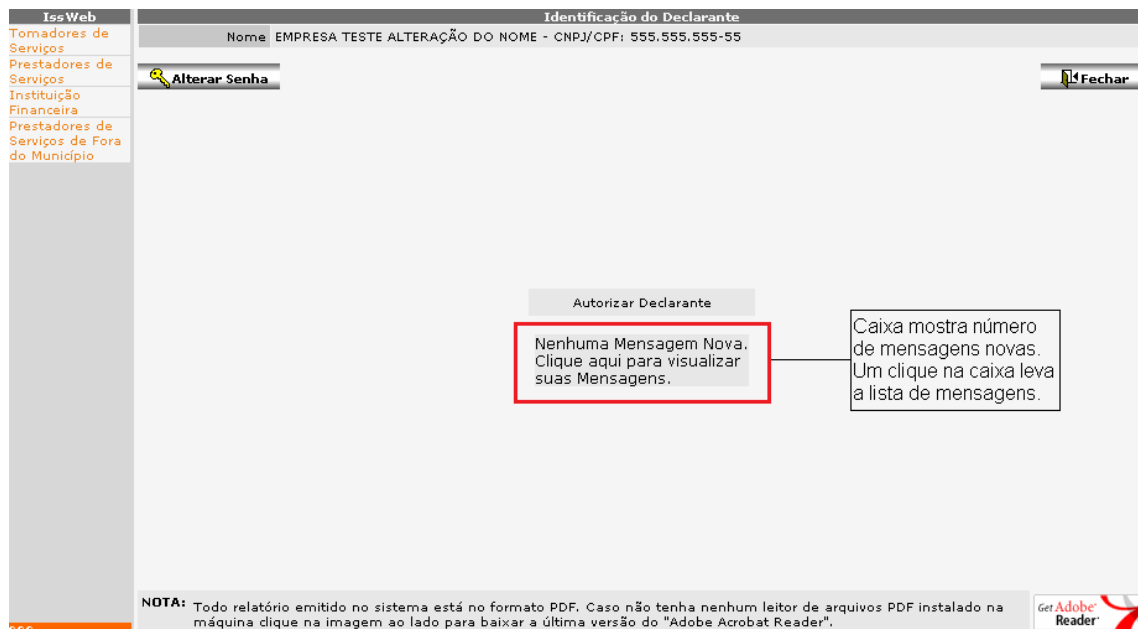 IssWeb
Tomadores de
Serviços
Prestadores de
Serviços
Instituição
Financeira
Prestadores de
Serviços de Fora
do Município
Identificação do Declarante
Nome EMPRESA TESTE ALTERAÇÃO DO NOME - CNPJ/CPF: 555.555.555-55
Alterar Senha
Fechar
Autorizar Declarante
Nenhuma Mensagem Nova.
Clique aqui para visualizar
suas Mensagens.
Caixa mostra número
de mensagens novas.
Um clique na caixa leva
a lista de mensagens.
NOTA: Todo relatório emitido no sistema está no formato PDF. Caso não tenha nenhum leitor de arquivos PDF instalado na
máquina clique na imagem ao lado para baixar a última versão do "Adobe Acrobat Reader".
Get Adobe
Reader